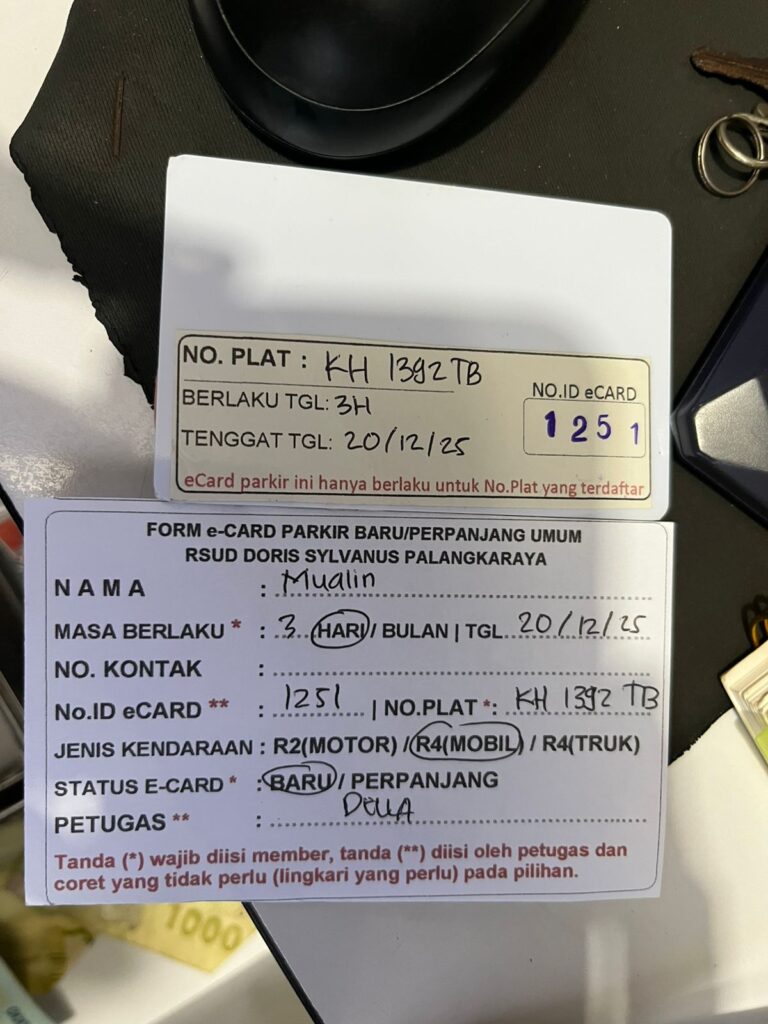 NO. PLAT : KH 1392 TB
BERLAKU TGL: 3H
NO.ID eCARD
1251
TENGGAT TGL: 20/12/25
eCard parkir ini hanya berlaku untuk No.Plat yang terdaftar
FORM e-CARD PARKIR BARU/PERPANJANG UMUM
RSUD DORIS SYLVANUS PALANGKARAYA
NAMA : Mualin
MASA BERLAKU * : 3 HARI / BULAN | TGL 20/12/25
NO. KONTAK :
No.ID eCARD ** : 1251 | NO.PLAT *: KH 1392 TB
JENIS KENDARAAN : R2(MOTOR) / R4(MOBIL) / R4(TRUK)
STATUS E-CARD * : BARU / PERPANJANG
PETUGAS ** : DELLA
Tanda (*) wajib diisi member, tanda (**) diisi oleh petugas dan
coret yang tidak perlu (lingkari yang perlu) pada pilihan.
1000